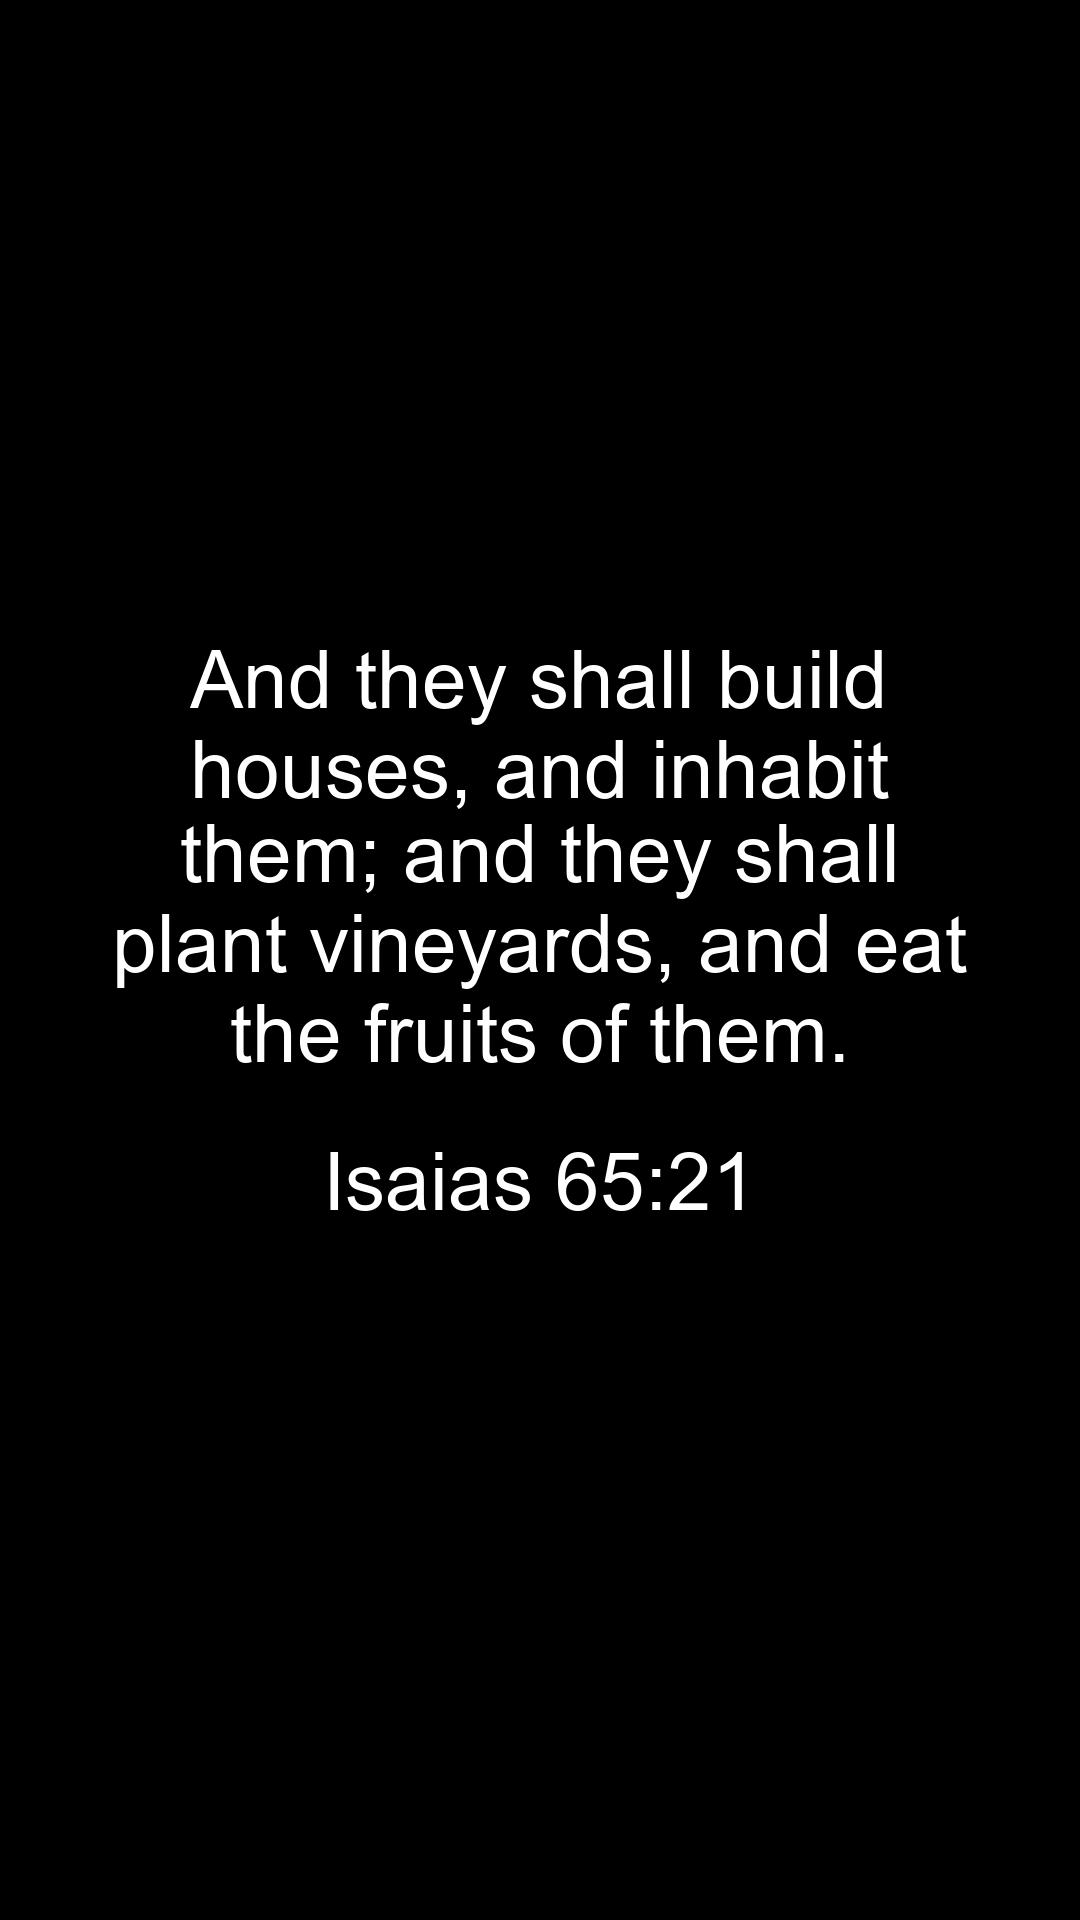 And they shall build
houses, and inhabit
them; and they shall
plant vineyards, and eat
the fruits of them.
Isaias 65:21